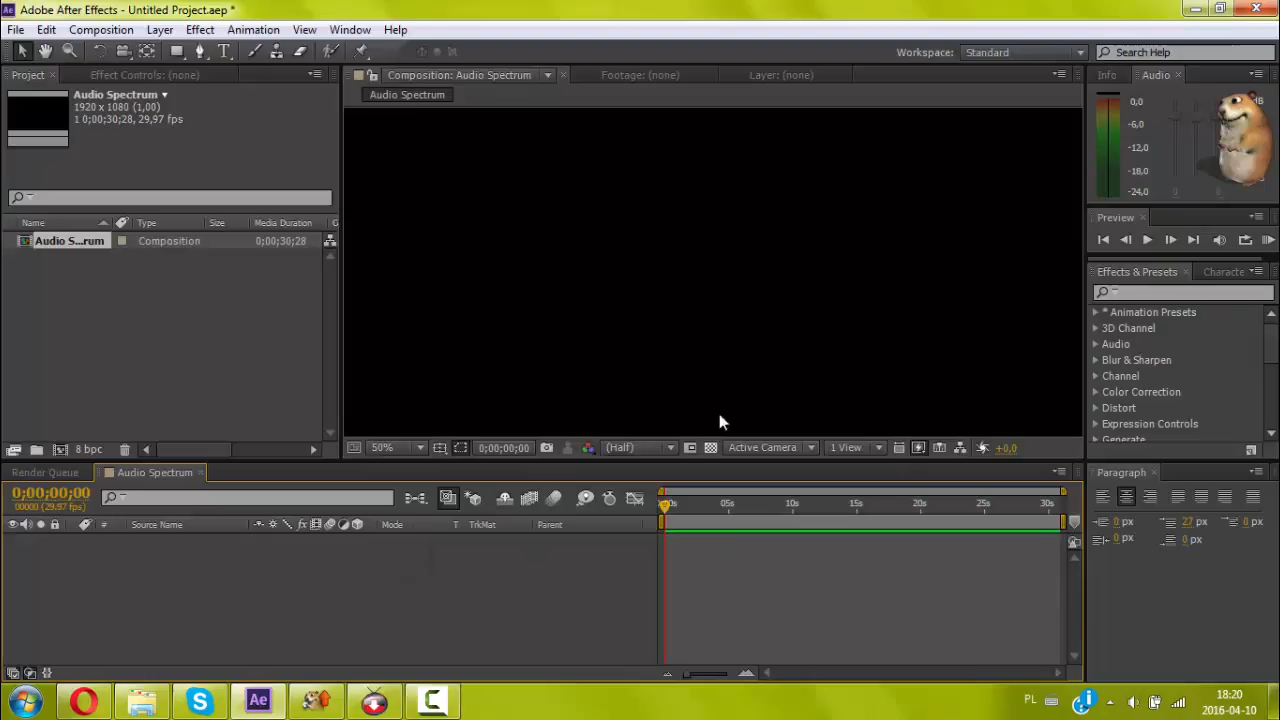 Adobe After Effects - Untitled Project.aep *
File Edit Composition Layer Effect Animation View Window Help
Workspace: Standard Search Help
Project Effect Controls: (none) Composition: Audio Spectrum Footage: (none) Layer: (none) Info Audio
Audio Spectrum
1920 x 1080 (1,00)
1 0;00;30;28, 29,97 fps
Audio Spectrum
0,0
-6,0
-12,0
-18,0
-24,0
Preview
Name Type Size Media Duration
Audio S...rum Composition 0;00;30;28
Effects & Presets Characte
* Animation Presets
3D Channel
Audio
Blur & Sharpen
Channel
Color Correction
Distort
Expression Controls
Generate
8 bpc
50% 0;00;00;00 (Half) Active Camera 1 View +0,0
Render Queue Audio Spectrum
0;00;00;00
00000 (29.97 fps)
05s 10s 15s 20s 25s 30s
# Source Name Mode T TrkMat Parent
Paragraph
0 px 27 px 0 px
0 px 0 px
PL 18:20
2016-04-10